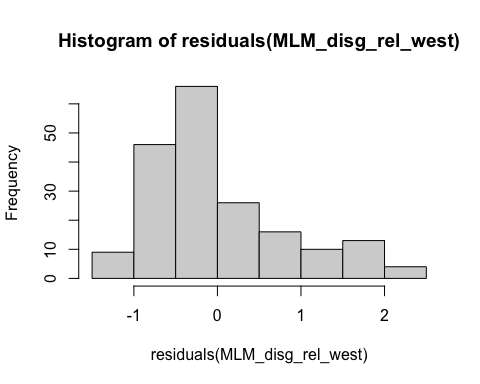 Histogram of residuals(MLM_disg_rel_west)
Frequency
50
30
10
0
-1 0 1 2
residuals(MLM_disg_rel_west)